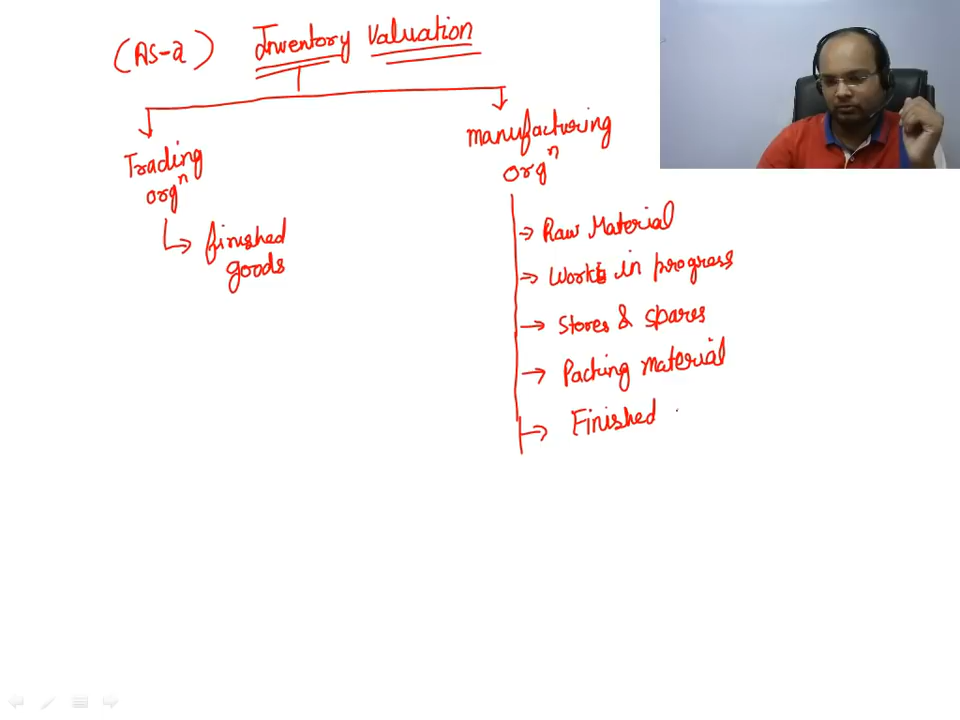 (AS-2) Inventory Valuation
Trading
orgⁿ
finished
goods
Manufacturing
orgⁿ
Raw Material
Works in progress
Stores & spares
Packing material
Finished